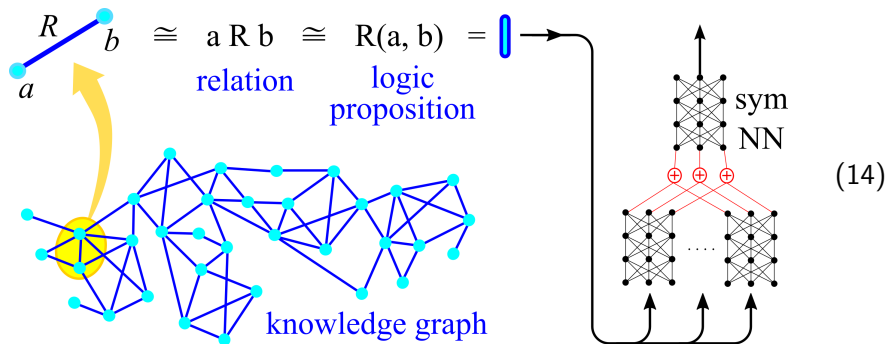 R
a
b
≅ a R b ≅ R(a, b) =
relation
logic
proposition
sym
NN
⊕ ⊕ ⊕
(14)
....
knowledge graph